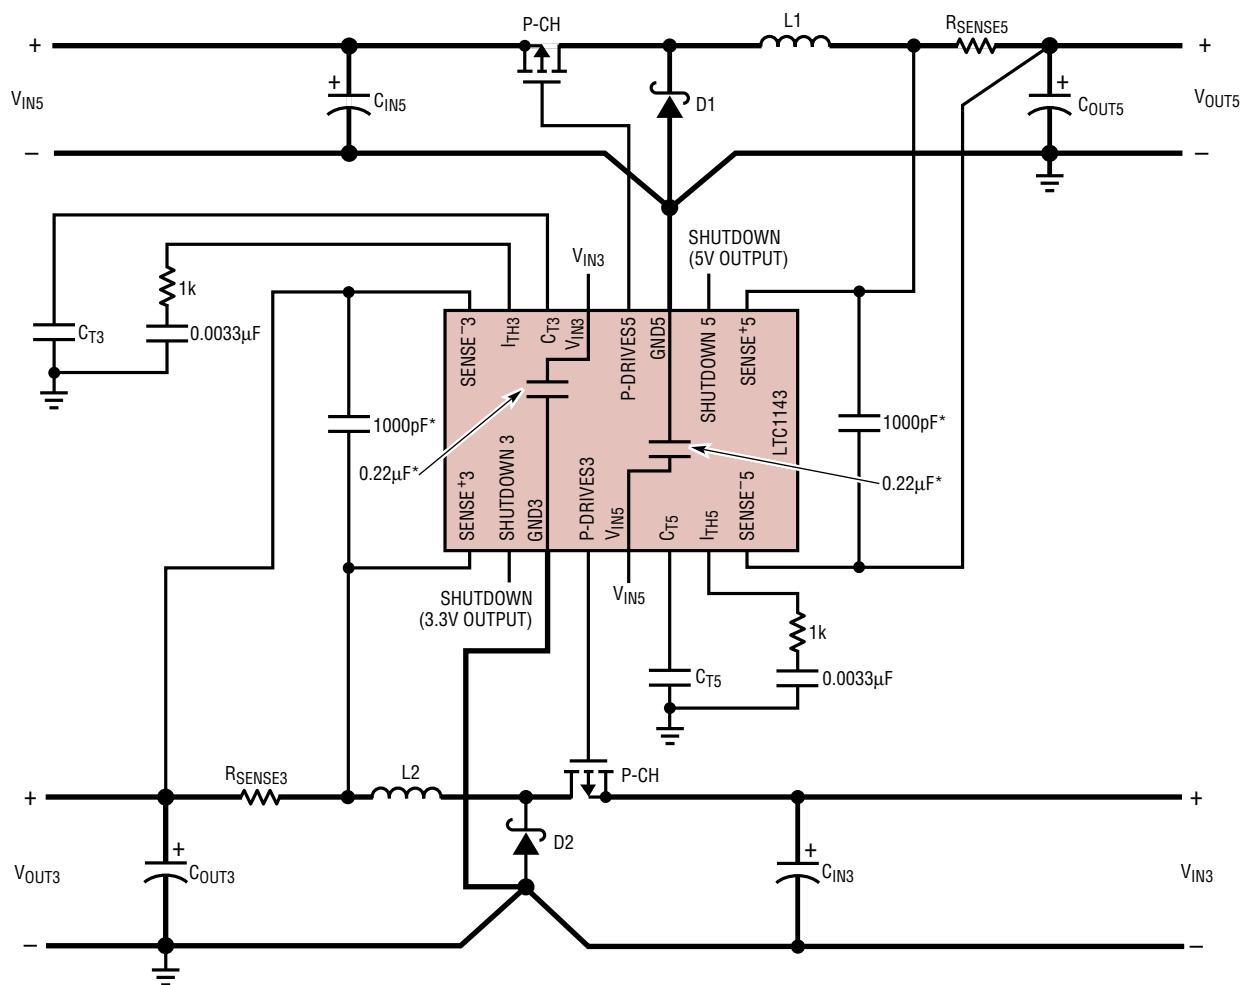 P-CH
L1
RSENSE5
+
+
VIN5
+
CIN5
D1
+
COUT5
VOUT5
−
−
SHUTDOWN
(5V OUTPUT)
VIN3
1k
CT3
0.0033µF
SENSE−3
ITH3
CT3
VIN3
P-DRIVES5
GND5
SHUTDOWN 5
SENSE+5
LTC1143
1000pF*
1000pF*
0.22µF*
0.22µF*
SENSE+3
SHUTDOWN 3
GND3
P-DRIVES3
VIN5
CT5
ITH5
SENSE−5
SHUTDOWN
(3.3V OUTPUT)
VIN5
1k
CT5
0.0033µF
RSENSE3
L2
P-CH
+
+
D2
+
COUT3
VOUT3
+
CIN3
VIN3
−
−